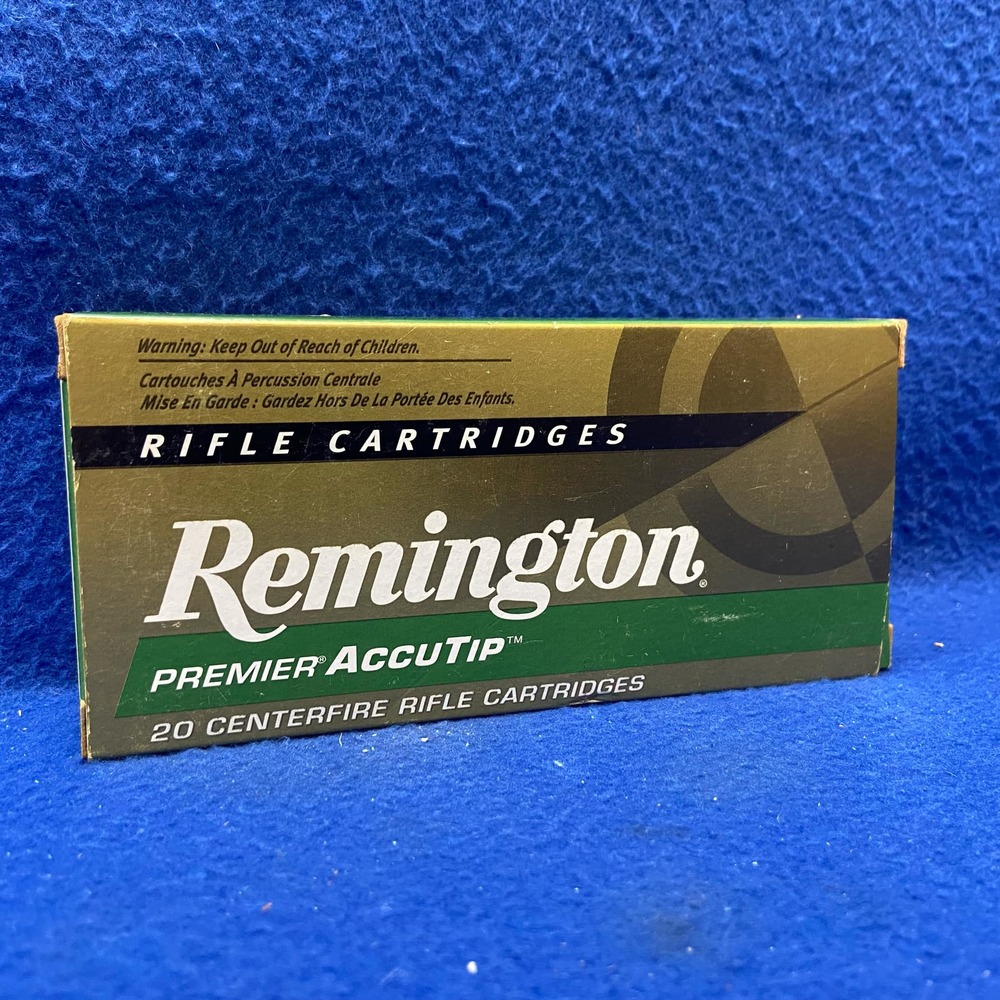 Warning: Keep Out of Reach of Children.
Cartouches À Percussion Centrale
Mise En Garde : Gardez Hors De La Portée Des Enfants.
RIFLE CARTRIDGES
Remington®
PREMIER® ACCUTIP™
20 CENTERFIRE RIFLE CARTRIDGES